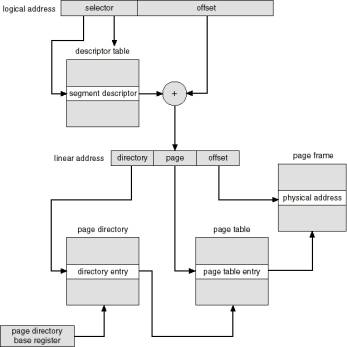 logical address selector offset
descriptor table
segment descriptor +
linear address directory page offset
page frame
physical address
page directory page table
directory entry page table entry
page directory
base register